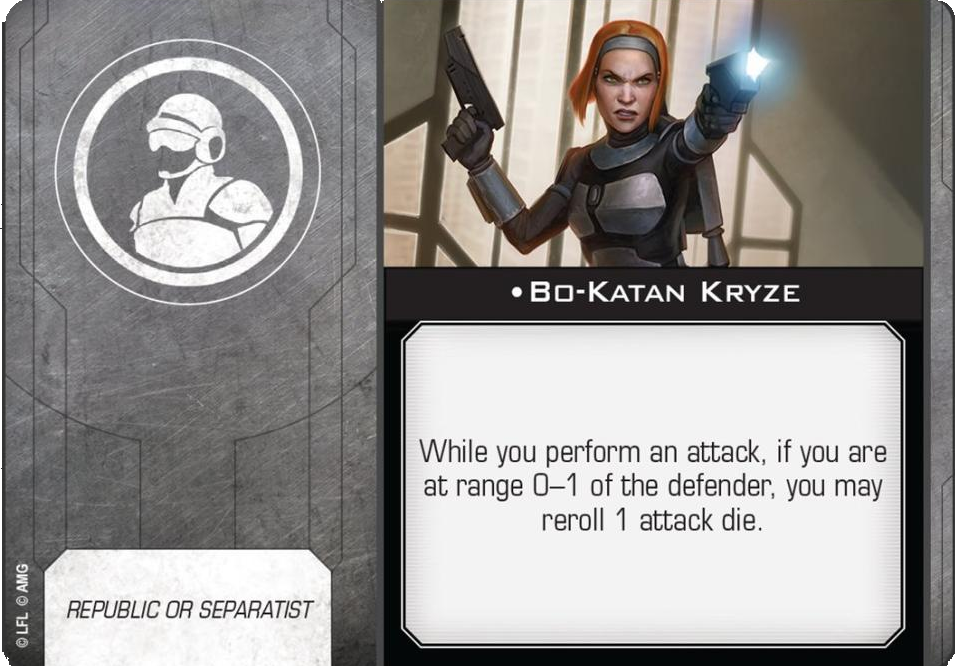 •Bo-Katan Kryze
While you perform an attack, if you are
at range 0–1 of the defender, you may
reroll 1 attack die.
REPUBLIC OR SEPARATIST
© LFL © AMG